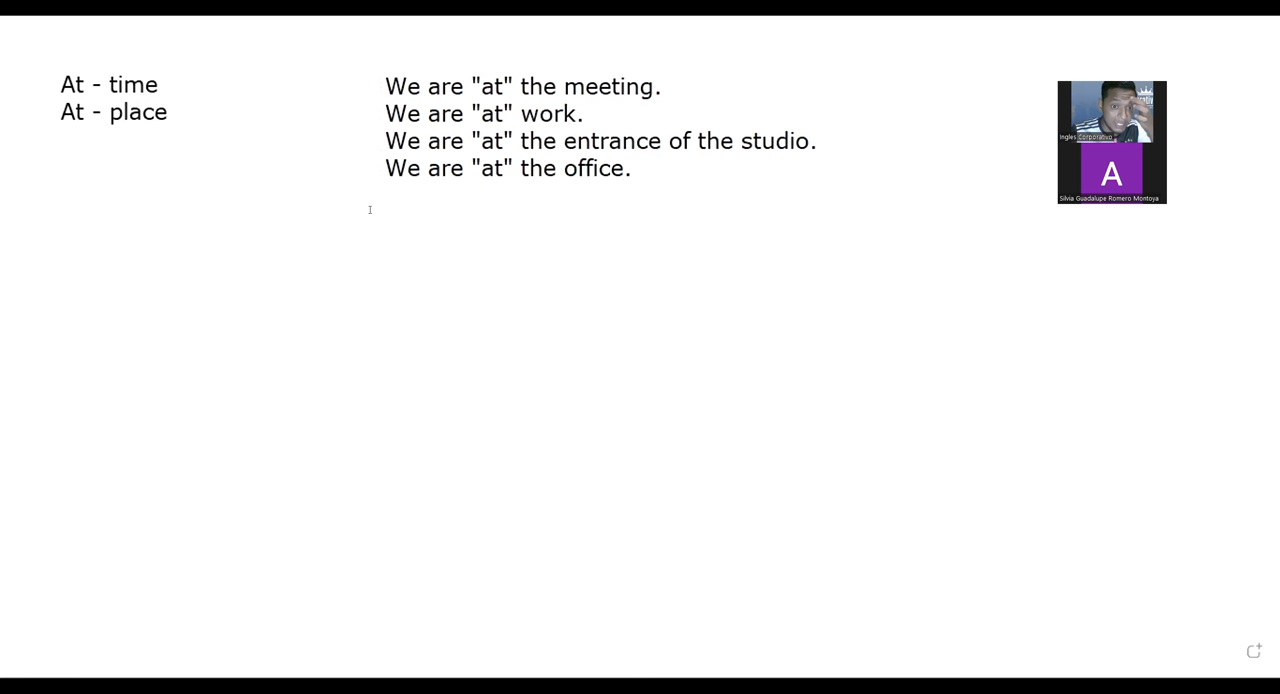 At - time
At - place
We are "at" the meeting.
We are "at" work.
We are "at" the entrance of the studio.
We are "at" the office.
Ingles Corporativo
A
Silvia Guadalupe Romero Montoya